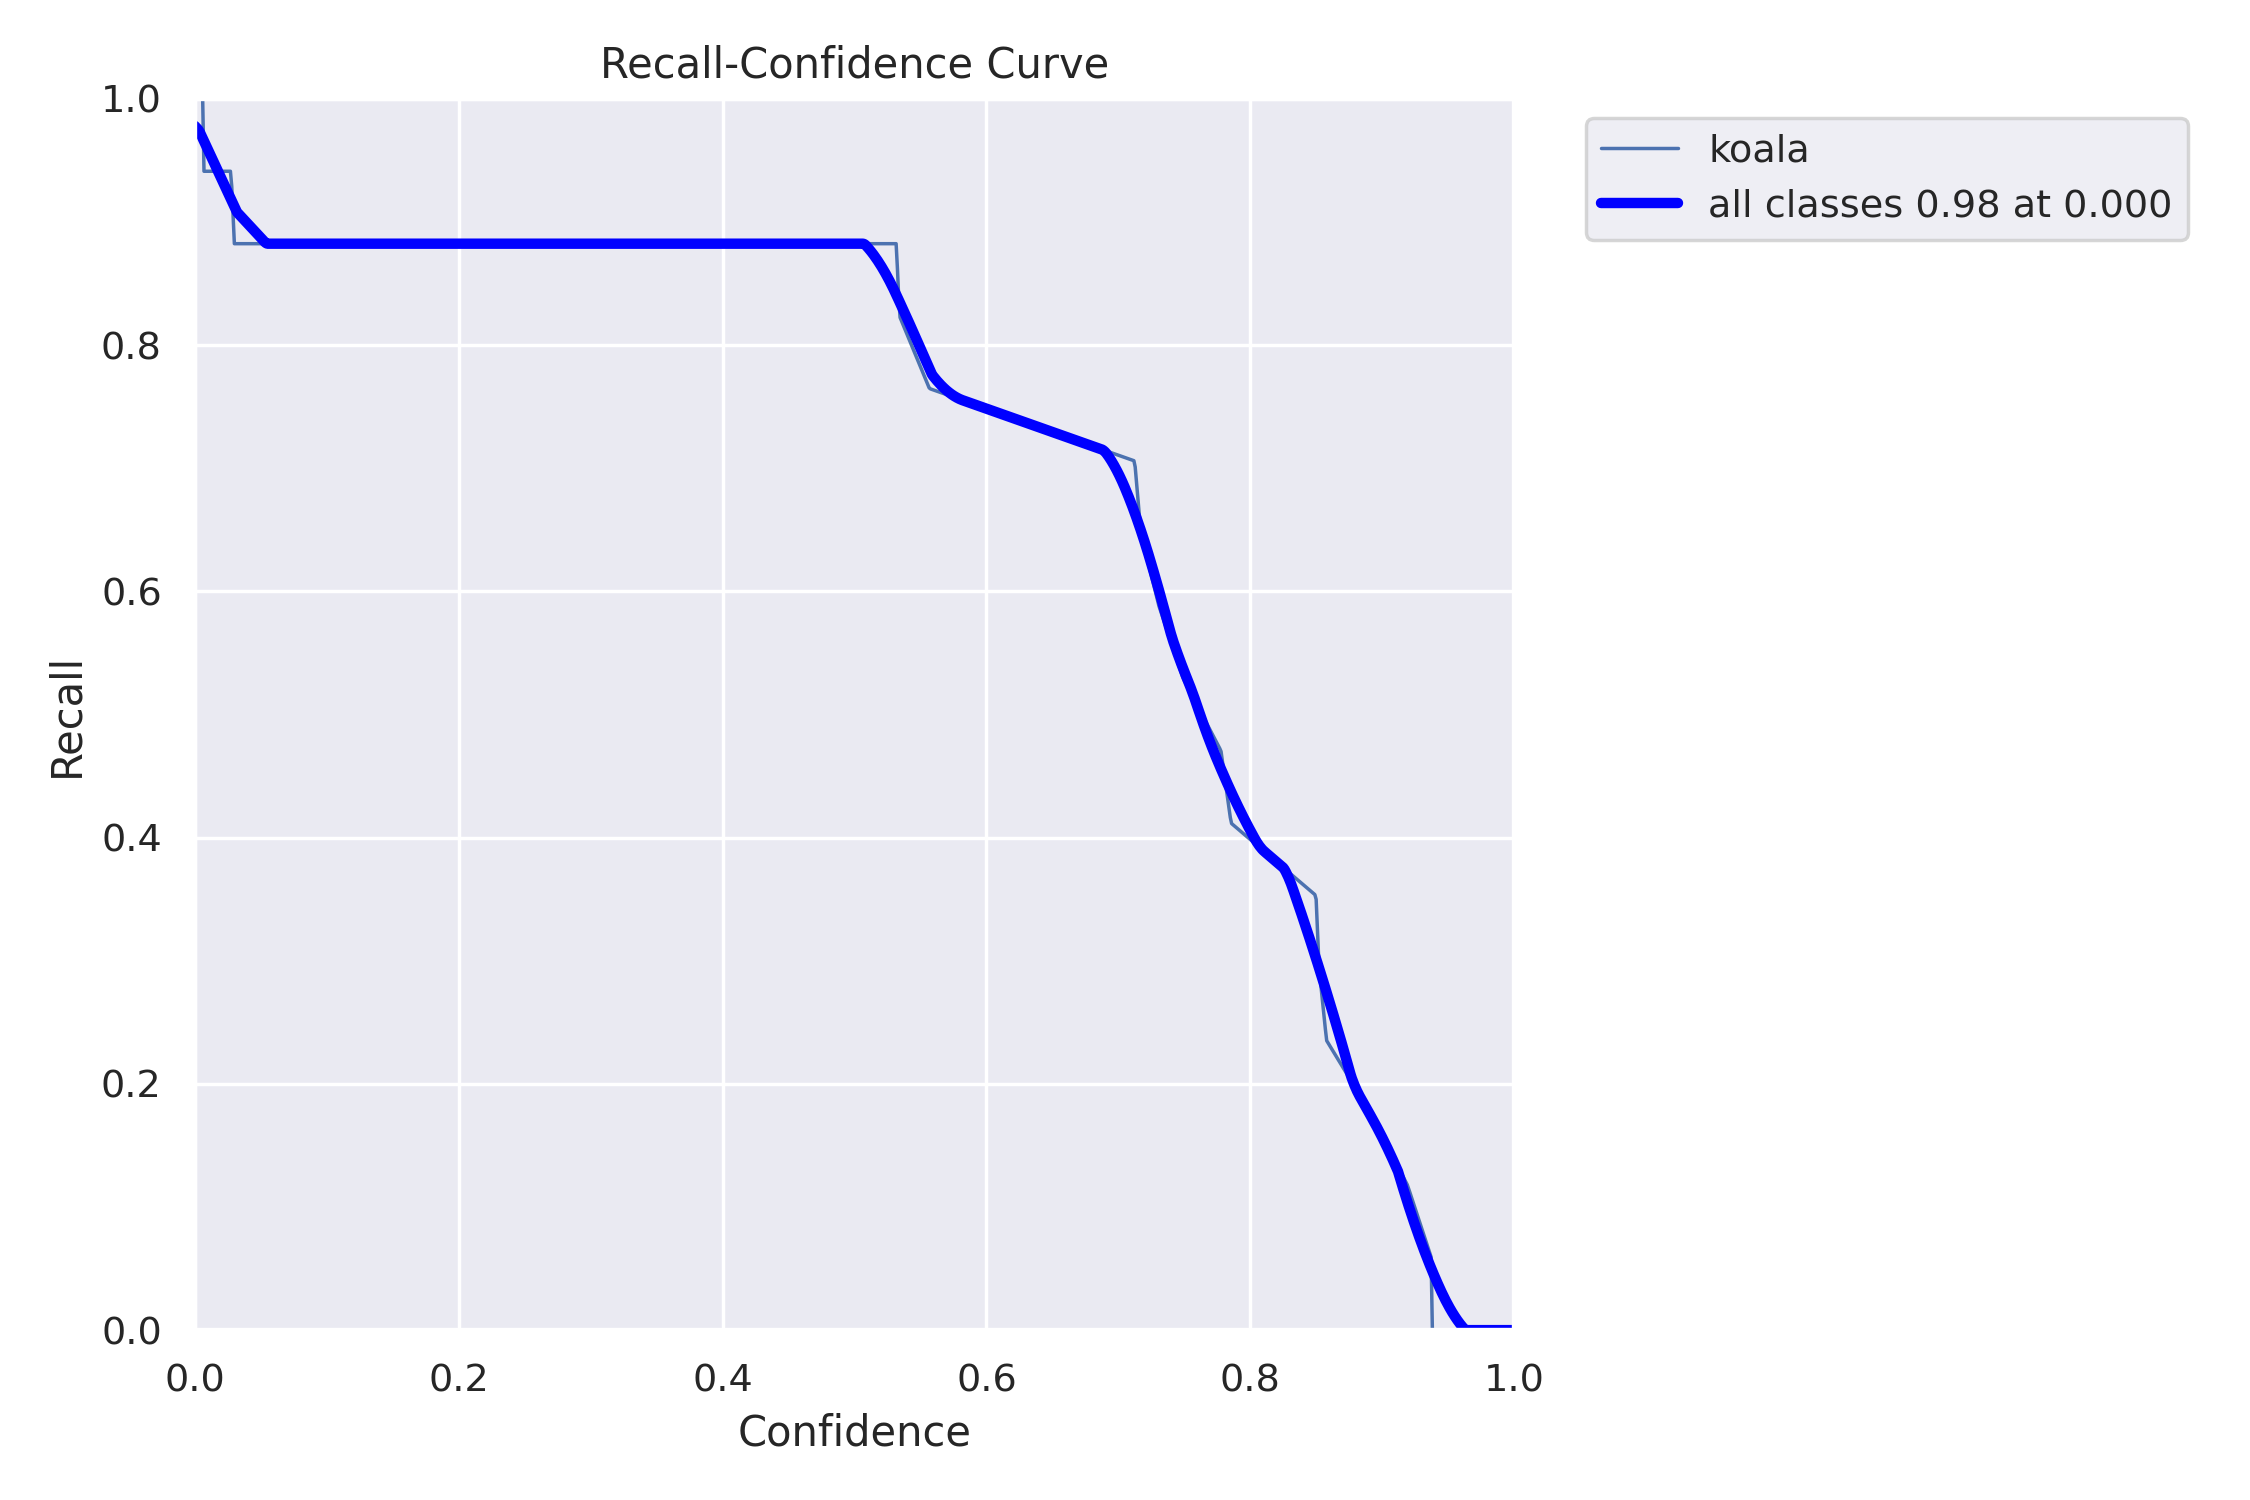 Recall-Confidence Curve
1.0
0.8
0.6
0.4
0.2
0.0
Recall
0.0 0.2 0.4 0.6 0.8 1.0
Confidence
koala
all classes 0.98 at 0.000